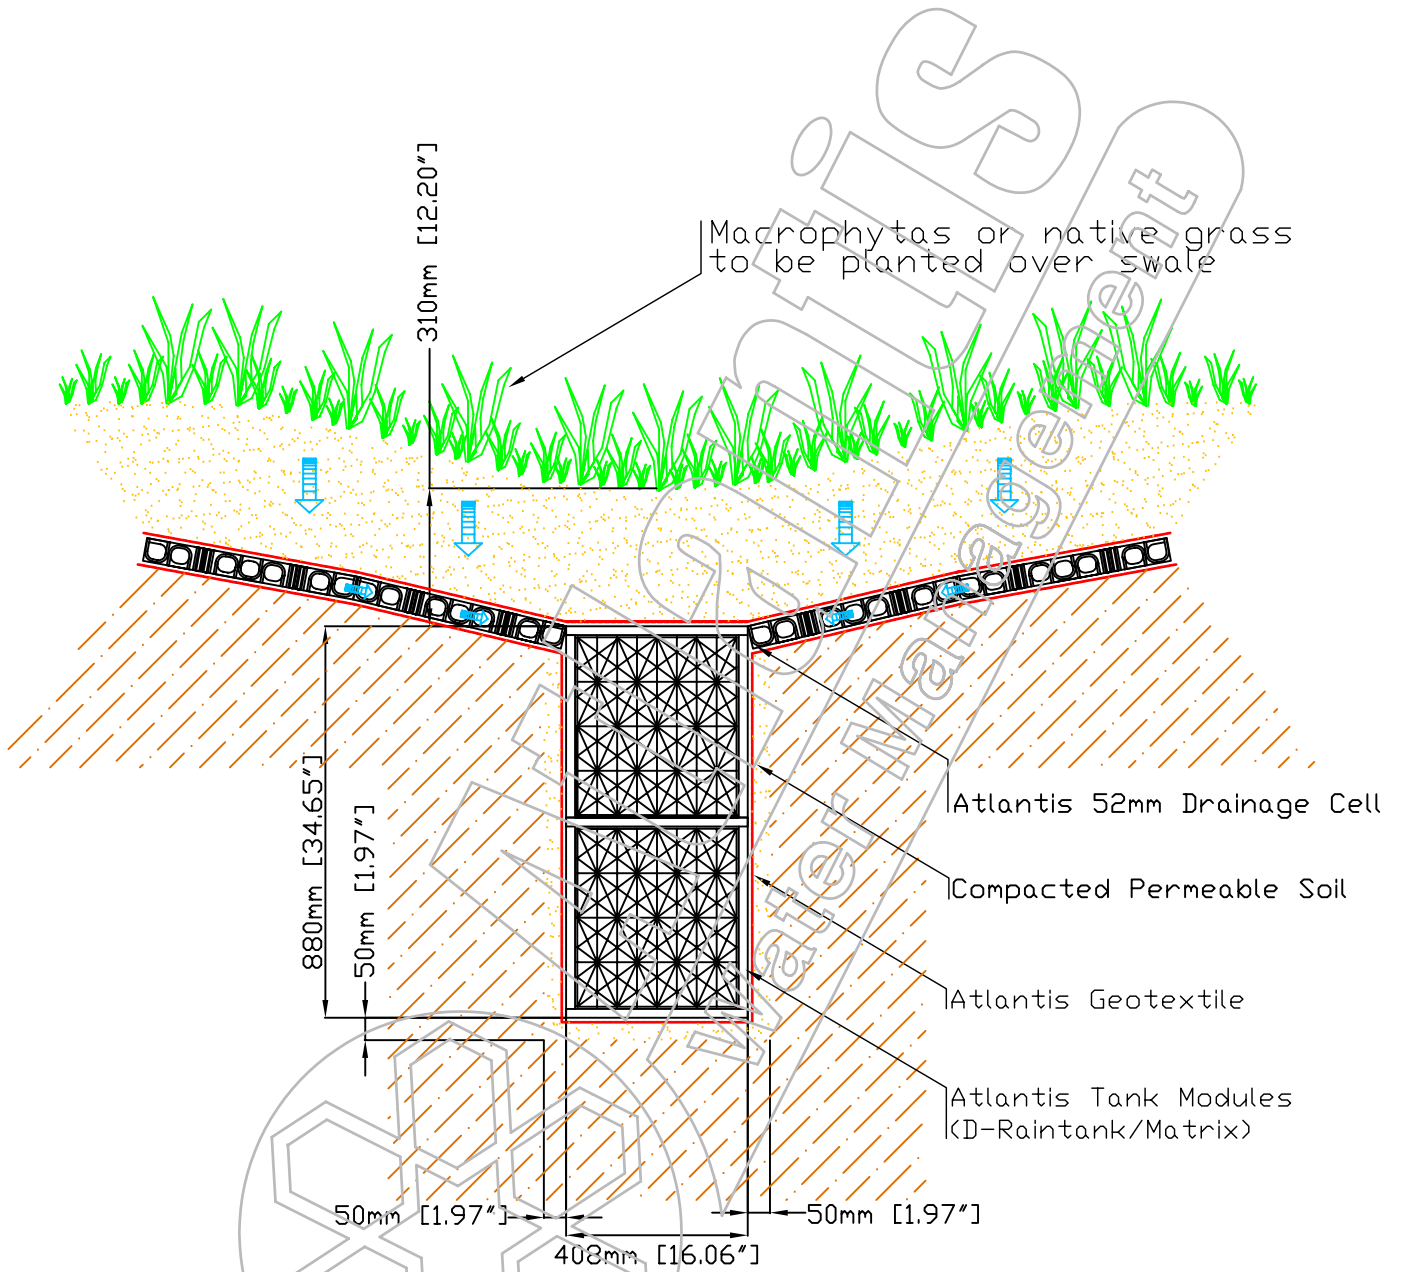 310mm [12.20"]
Macrophytas or native grass
to be planted over swale
880mm [34.65"]
50mm [1.97"]
Atlantis 52mm Drainage Cell
Compacted Permeable Soil
Atlantis Geotextile
Atlantis Tank Modules
(D-Raintank/Matrix)
50mm [1.97"]
50mm [1.97"]
408mm [16.06"]
Atlantis
Water Management